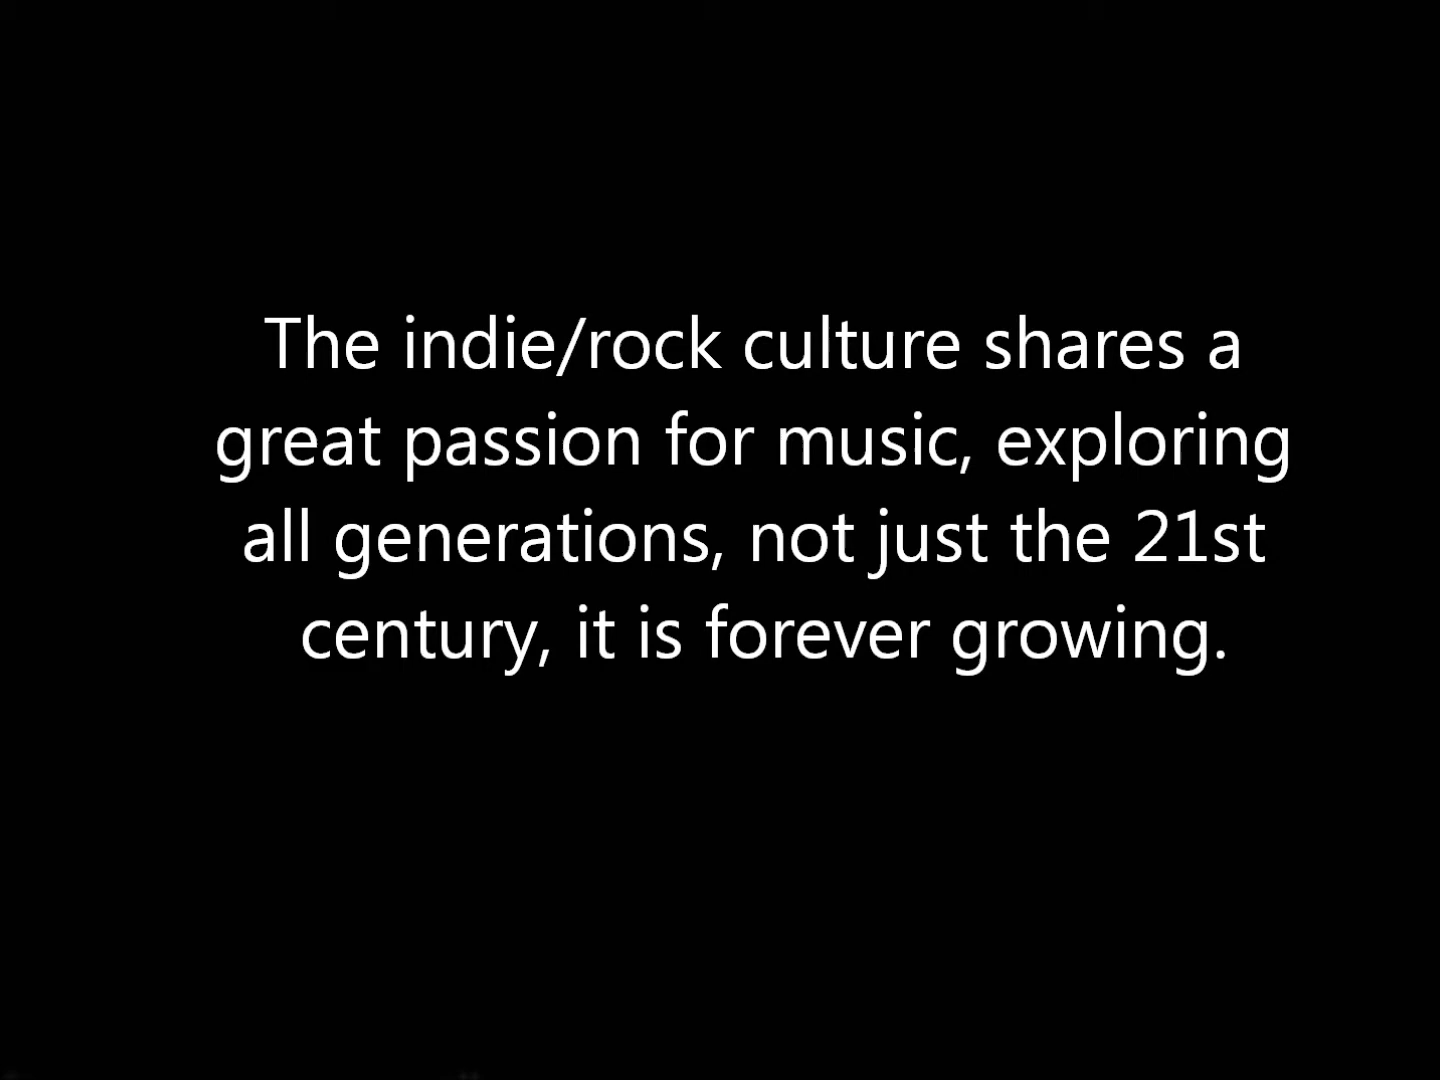 The indie/rock culture shares a
great passion for music, exploring
all generations, not just the 21st
century, it is forever growing.